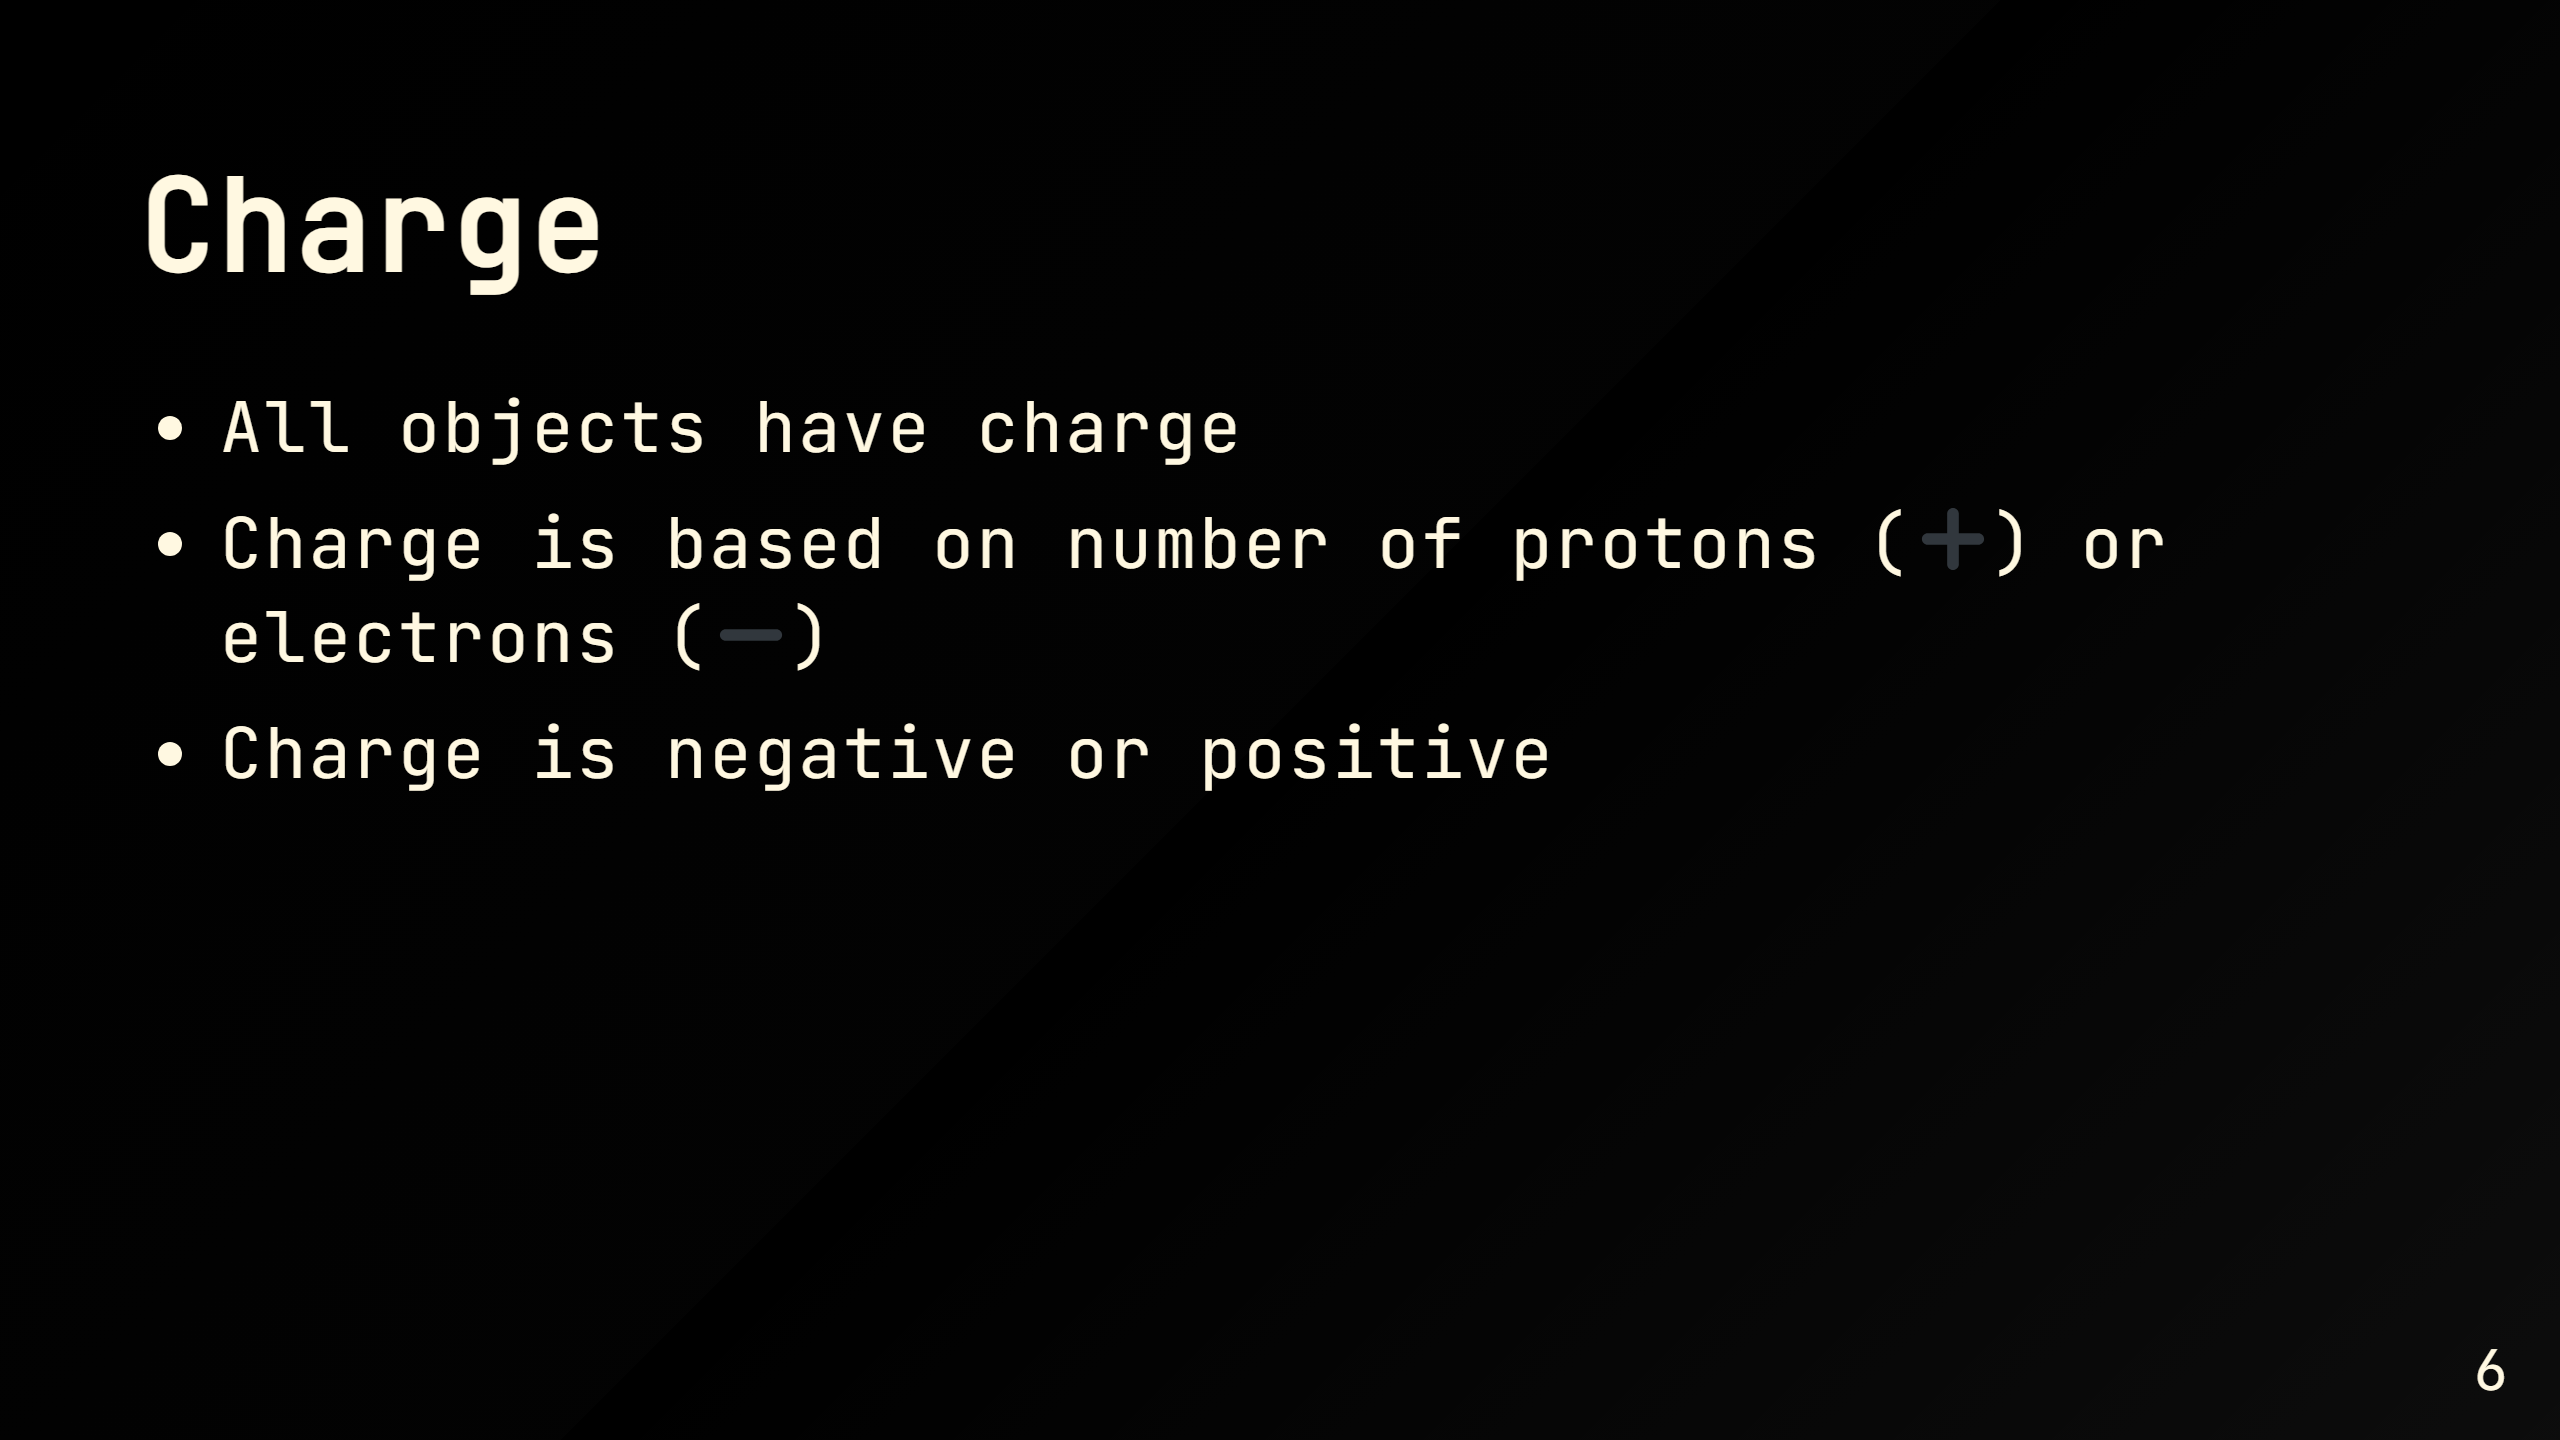 Charge
• All objects have charge
• Charge is based on number of protons (➕) or
electrons (➖)
• Charge is negative or positive
6